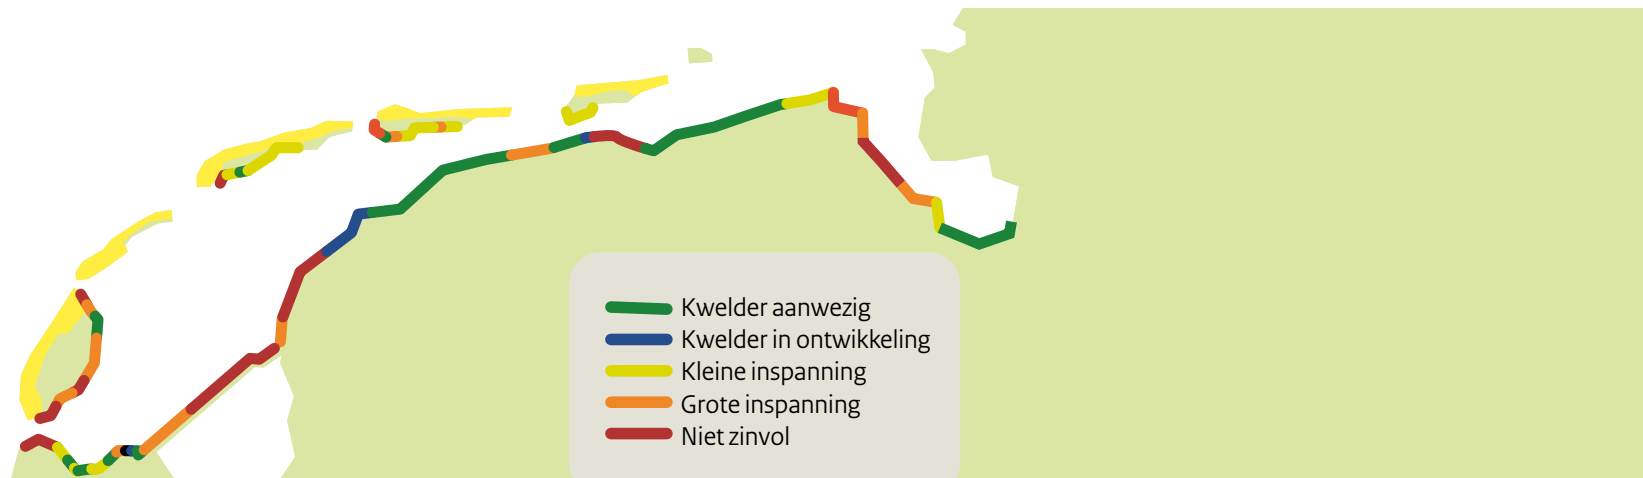 Kwelder aanwezig
Kwelder in ontwikkeling
Kleine inspanning
Grote inspanning
Niet zinvol